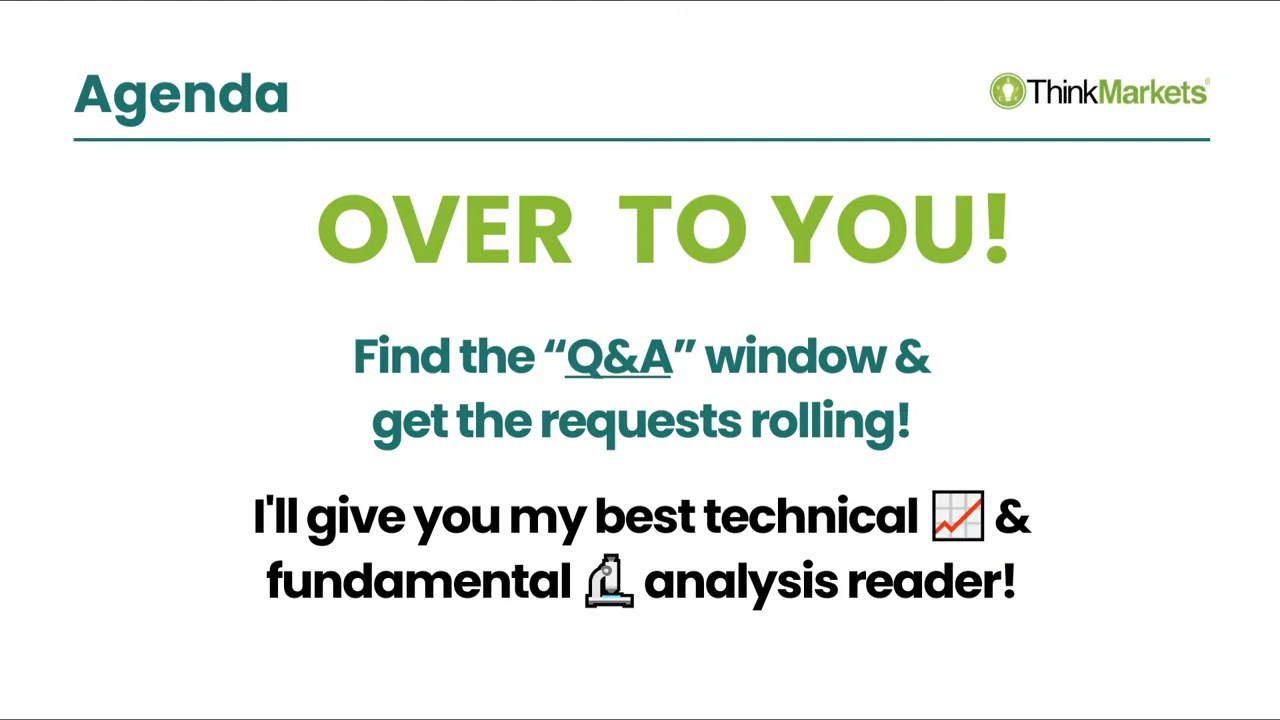 Agenda
ThinkMarkets
OVER TO YOU!
Find the “Q&A” window &
get the requests rolling!
I'll give you my best technical 📈 &
fundamental 🔬 analysis reader!